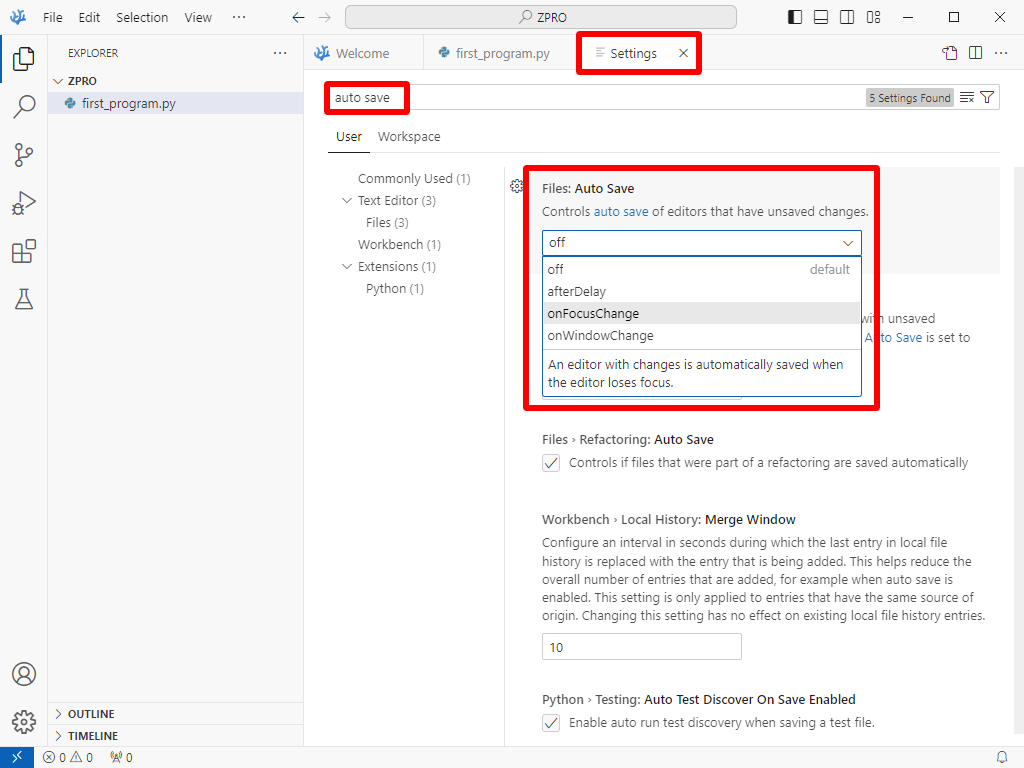 File Edit Selection View ··· ZPRO
EXPLORER ···
Welcome first_program.py Settings
ZPRO
first_program.py
auto save
5 Settings Found
User Workspace
Commonly Used (1)
Text Editor (3)
Files (3)
Workbench (1)
Extensions (1)
Python (1)
Files: Auto Save
Controls auto save of editors that have unsaved changes.
off
off default
afterDelay
onFocusChange
onWindowChange
An editor with changes is automatically saved when
the editor loses focus.
with unsaved
Auto Save is set to
Files › Refactoring: Auto Save
Controls if files that were part of a refactoring are saved automatically
Workbench › Local History: Merge Window
Configure an interval in seconds during which the last entry in local file
history is replaced with the entry that is being added. This helps reduce the
overall number of entries that are added, for example when auto save is
enabled. This setting is only applied to entries that have the same source of
origin. Changing this setting has no effect on existing local file history entries.
10
Python › Testing: Auto Test Discover On Save Enabled
Enable auto run test discovery when saving a test file.
OUTLINE
TIMELINE
0 0 0